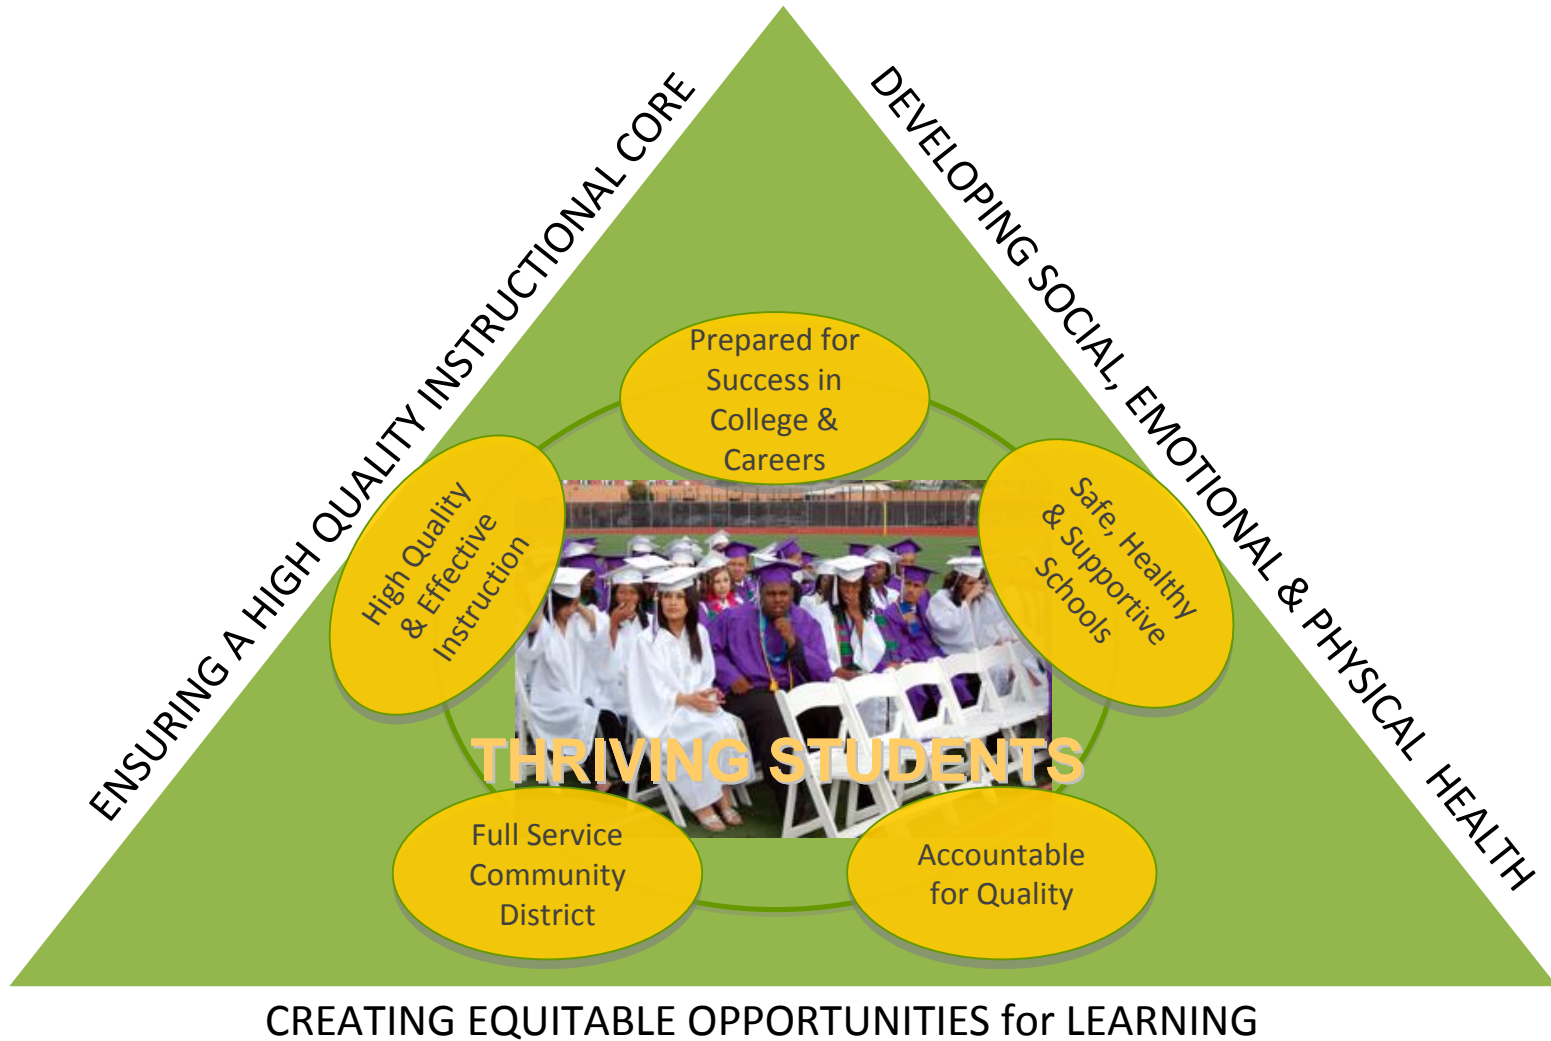 ENSURING A HIGH QUALITY INSTRUCTIONAL CORE
DEVELOPING SOCIAL, EMOTIONAL & PHYSICAL HEALTH
Prepared for
Success in
College &
Careers
High Quality
& Effective
Instruction
Safe, Healthy
& Supportive
Schools
THRIVING STUDENTS
Full Service
Community
District
Accountable
for Quality
CREATING EQUITABLE OPPORTUNITIES for LEARNING